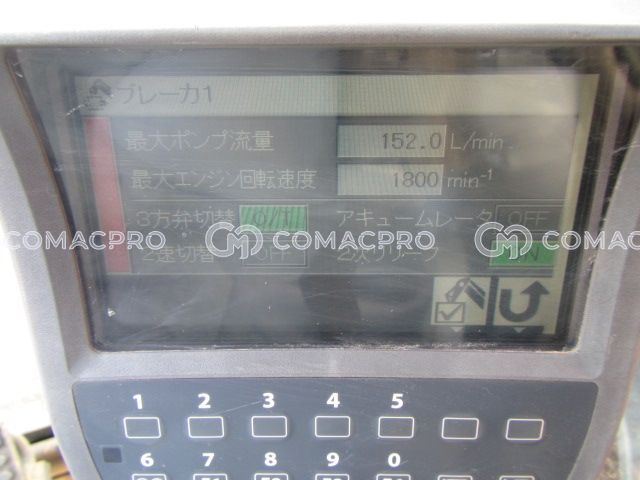 ブレーカ1
最大ポンプ流量 152.0 L/min
最大エンジン回転速度 1800 min⁻¹
3方弁切替 O/T アキュームレータ OFF
COMACPRO COMACPRO COMACPRO
2速切替 OFF 2次リリーフ ON
1 2 3 4 5
6 7 8 9 0